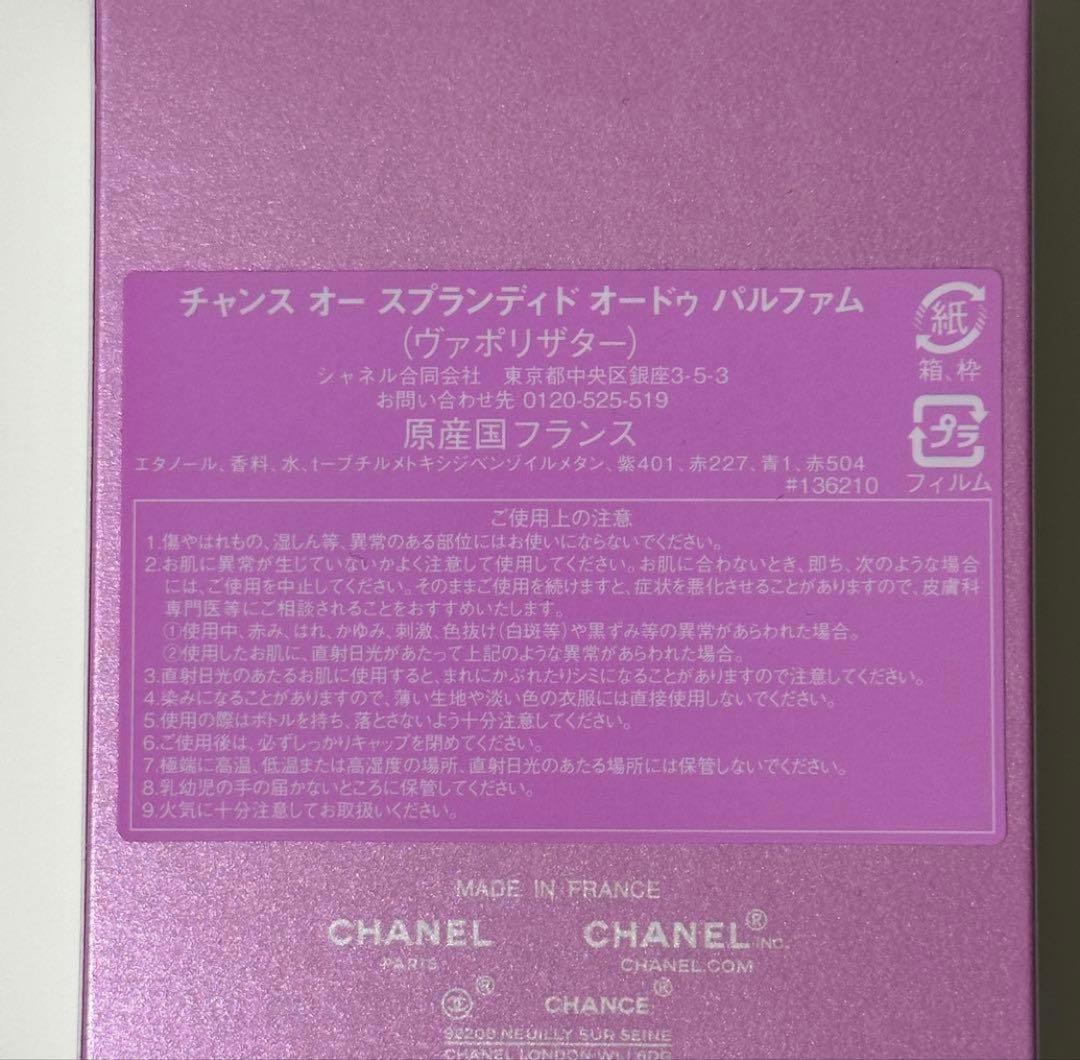 チャンス オー スプランディド オードゥ パルファム
(ヴァポリザター)
シャネル合同会社 東京都中央区銀座3-5-3
お問い合わせ先 0120-525-519
原産国フランス
エタノール、香料、水、t-ブチルメトキシジベンゾイルメタン、紫401、赤227、青1、赤504
#136210
紙
箱、枠
プラ
フィルム
ご使用上の注意
1.傷やはれもの、湿しん等、異常のある部位にはお使いにならないでください。
2.お肌に異常が生じていないかよく注意して使用してください。お肌に合わないとき、即ち、次のような場合
には、ご使用を中止してください。そのままご使用を続けますと、症状を悪化させることがありますので、皮膚科
専門医等にご相談されることをおすすめいたします。
①使用中、赤み、はれ、かゆみ、刺激、色抜け(白斑等)や黒ずみ等の異常があらわれた場合。
②使用したお肌に、直射日光があたって上記のような異常があらわれた場合。
3.直射日光のあたるお肌に使用すると、まれにかぶれたりシミになることがありますので注意してください。
4.染みになることがありますので、薄い生地や淡い色の衣服には直接使用しないでください。
5.使用の際はボトルを持ち、落とさないよう十分注意してください。
6.ご使用後は、必ずしっかりキャップを閉めてください。
7.極端に高温、低温または高湿度の場所、直射日光のあたる場所には保管しないでください。
8.乳幼児の手の届かないところに保管してください。
9.火気に十分注意してお取扱いください。
MADE IN FRANCE
CHANEL CHANEL® INC.
PARIS CHANEL.COM
® CHANCE®
92200 NEUILLY SUR SEINE
CHANEL LONDON W1J 6DG